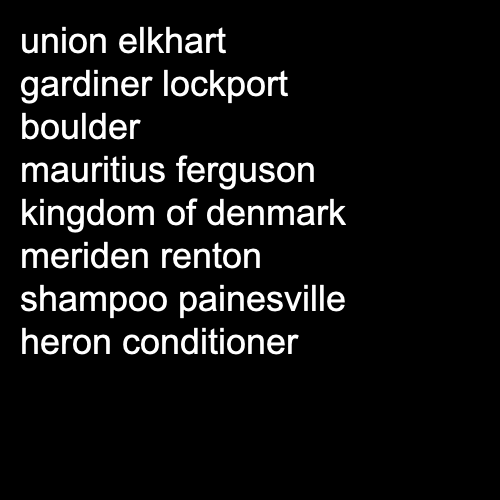 union elkhart
gardiner lockport
boulder
mauritius ferguson
kingdom of denmark
meriden renton
shampoo painesville
heron conditioner